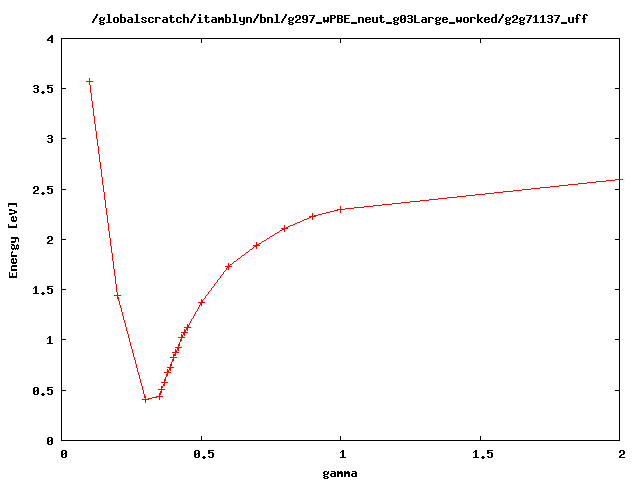 /globalscratch/itamblyn/bnl/g297_wPBE_neut_g03Large_worked/g2g71137_uff
4
3.5
3
2.5
2
1.5
1
0.5
0
Energy [eV]
0 0.5 1 1.5 2
gamma